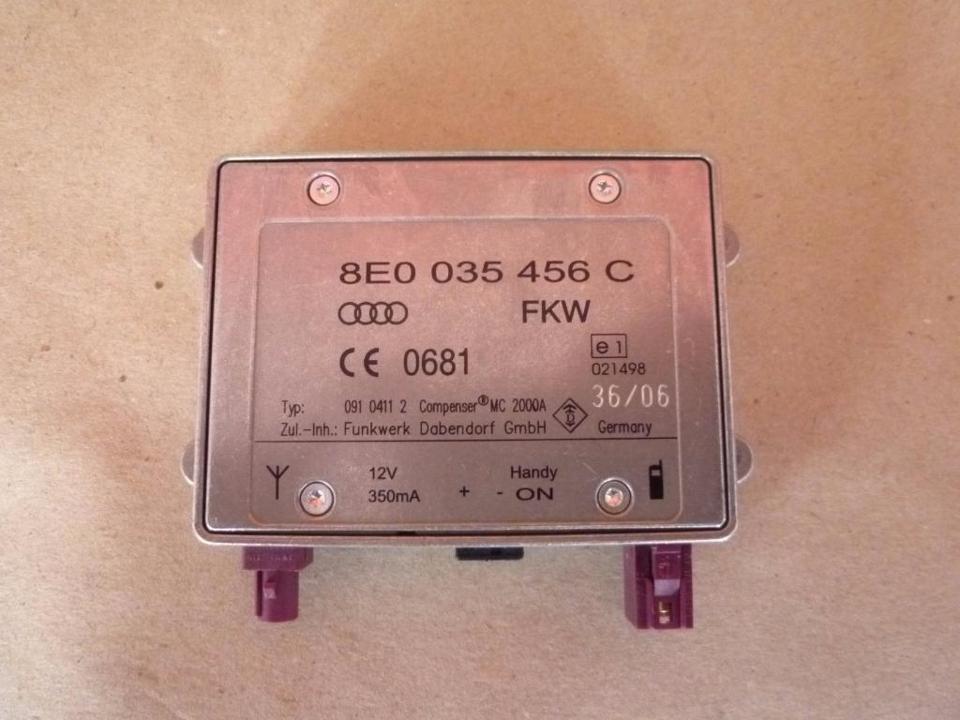 8E0 035 456 C
FKW
CE 0681
e1
021498
36/06
Typ: 091 0411 2 Compenser® MC 2000A
Zul.-Inh.: Funkwerk Dabendorf GmbH Germany
12V Handy
350mA + - ON